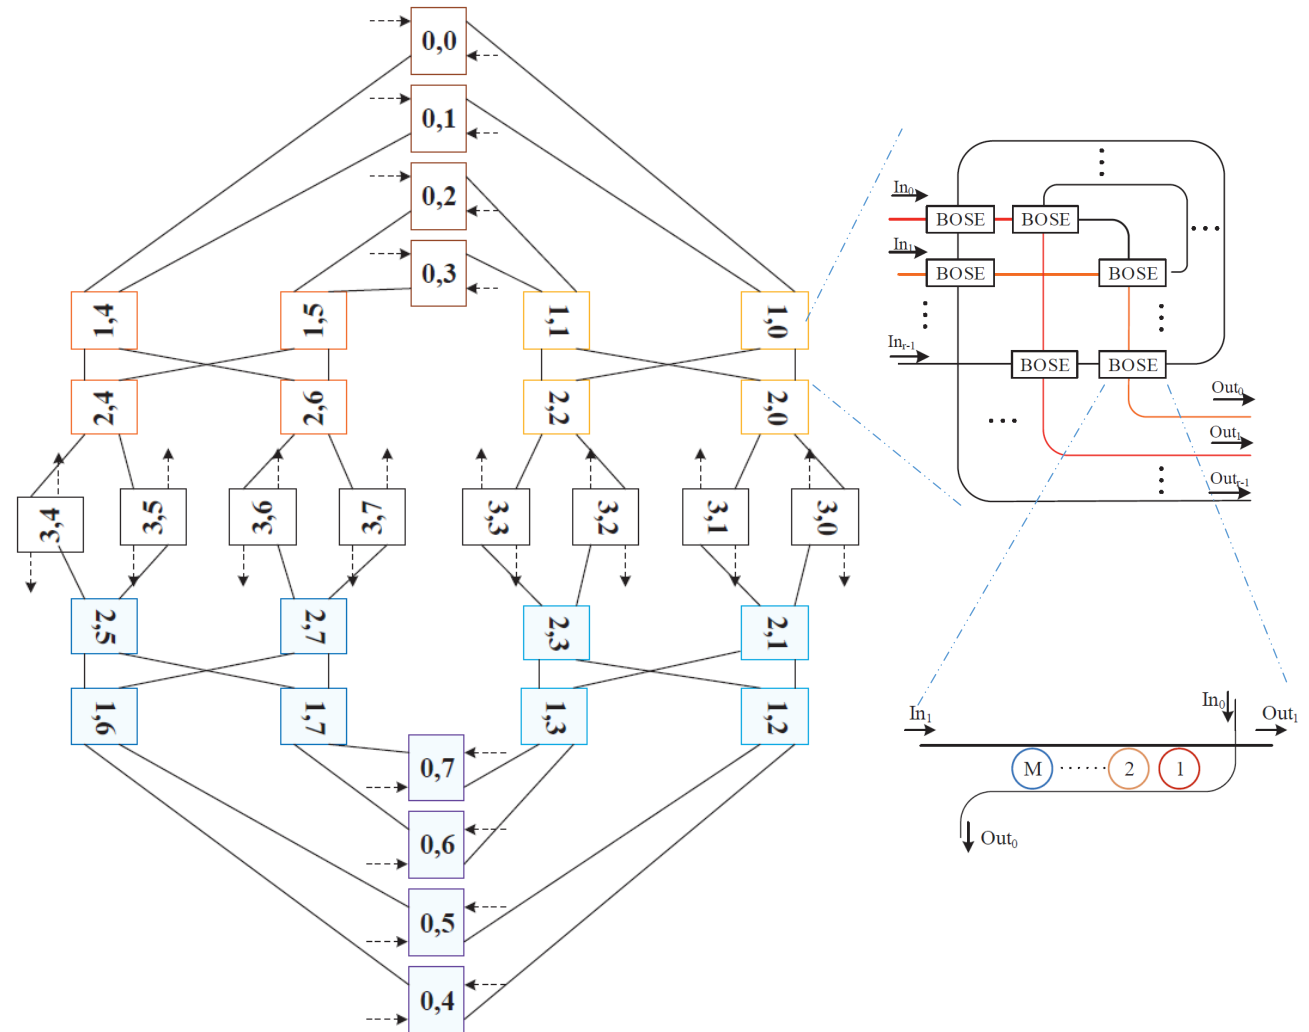 0,0
0,1
0,2
0,3
1,4
1,5
1,1
1,0
2,4
2,6
2,2
2,0
3,4
3,5
3,6
3,7
3,3
3,2
3,1
3,0
2,5
2,7
2,3
2,1
1,6
1,7
1,3
1,2
0,7
0,6
0,5
0,4
In0
BOSE BOSE
In1
BOSE BOSE
Inr-1
BOSE BOSE
Out0
Out1
Outr-1
In1
In0
Out1
M 2 1
Out0